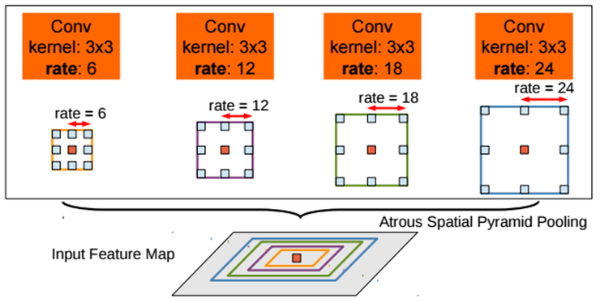 Conv
kernel: 3x3
rate: 6
Conv
kernel: 3x3
rate: 12
Conv
kernel: 3x3
rate: 18
Conv
kernel: 3x3
rate: 24
rate = 6
rate = 12
rate = 18
rate = 24
Atrous Spatial Pyramid Pooling
Input Feature Map